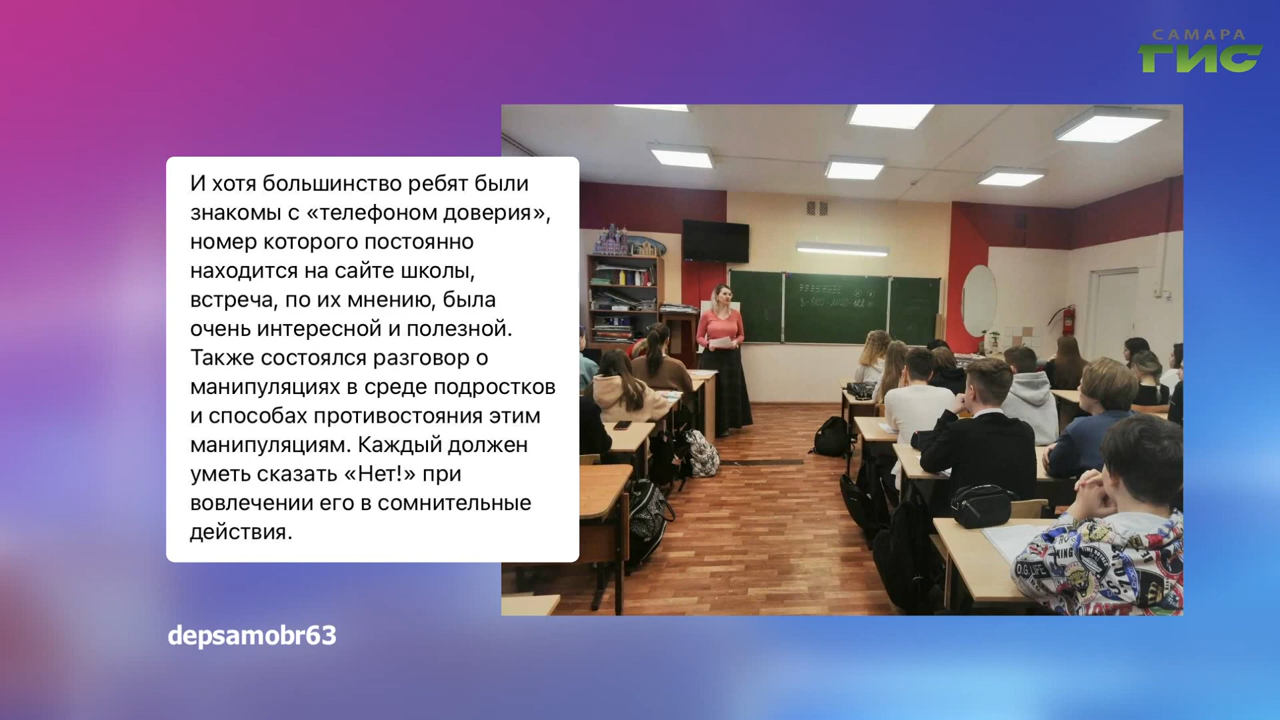 САМАРА
ГИС
И хотя большинство ребят были
знакомы с «телефоном доверия»,
номер которого постоянно
находится на сайте школы,
встреча, по их мнению, была
очень интересной и полезной.
Также состоялся разговор о
манипуляциях в среде подростков
и способах противостояния этим
манипуляциям. Каждый должен
уметь сказать «Нет!» при
вовлечении его в сомнительные
действия.
depsamobr63